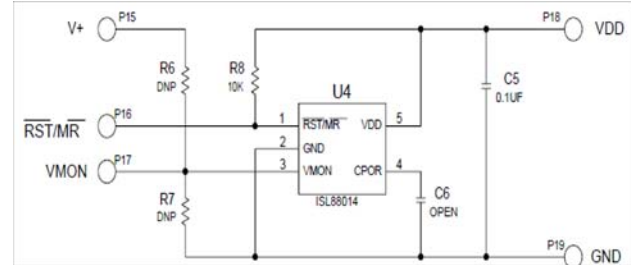 V+ P15 P18 VDD
R6
DNP
R8
10K
U4
C5
0.1UF
P16
RST/MR
1 RST/MR VDD 5
2 GND
P17
VMON 3 VMON CPOR 4
ISL88014
R7
DNP
C6
OPEN
P19
GND